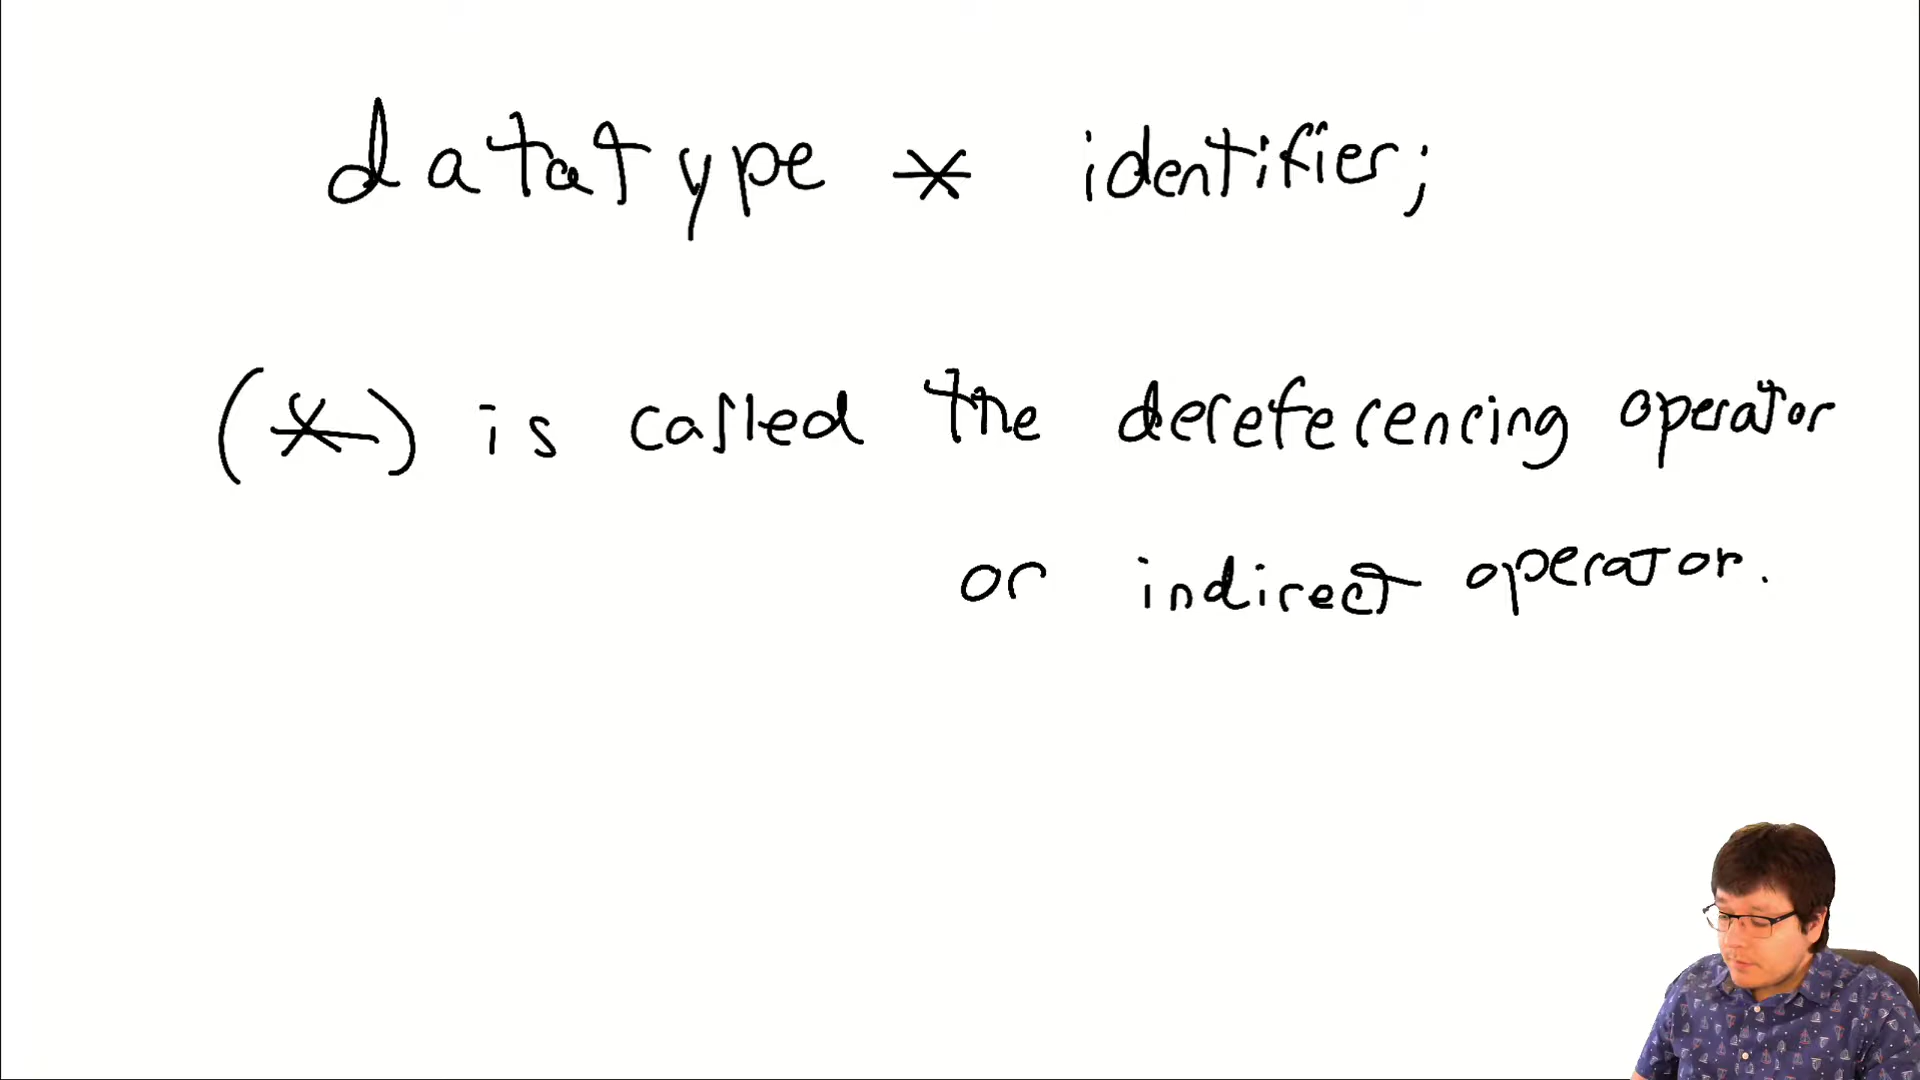 datatype * identifier;
(*) is called the dereferencing operator
or indirect operator.